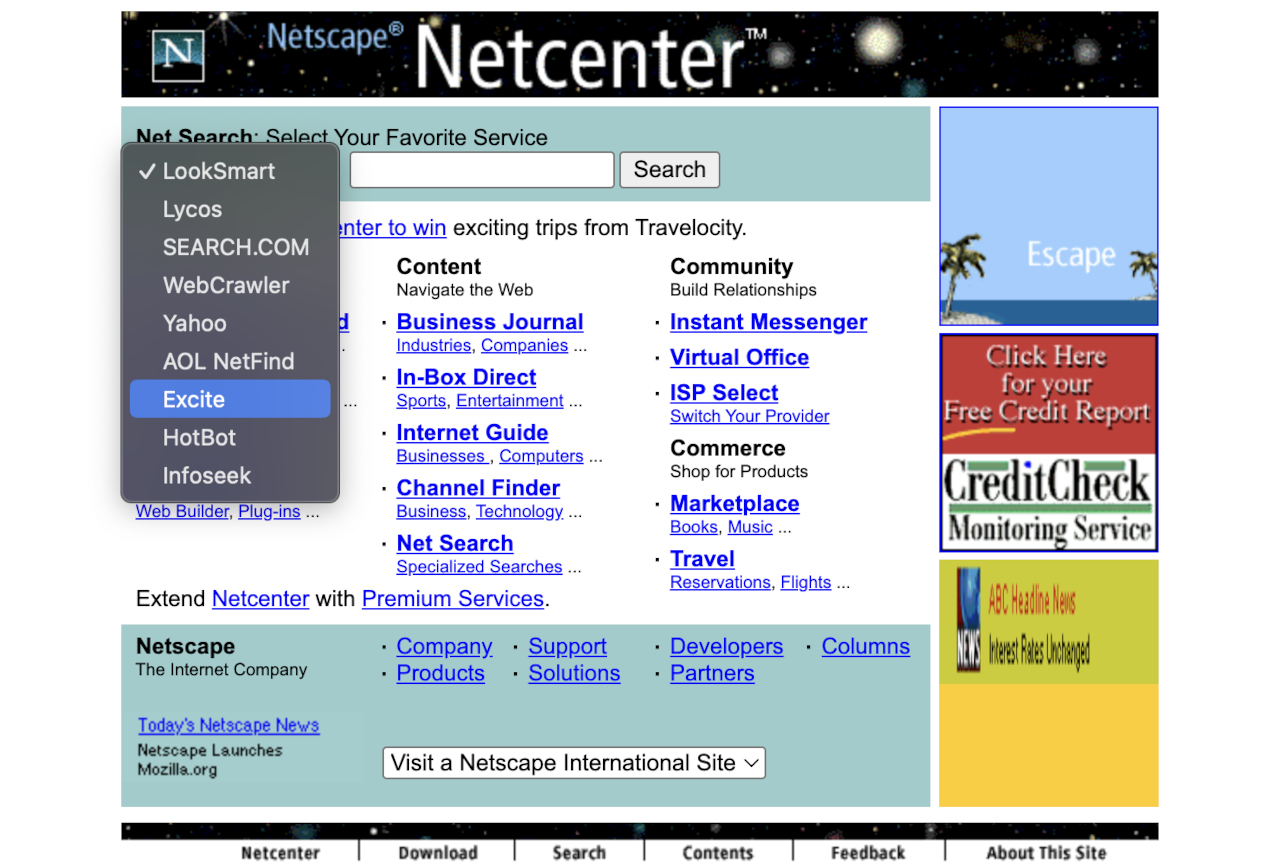 N Netscape® Netcenter™
Net Search: Select Your Favorite Service
✓ LookSmart
Lycos
SEARCH.COM
WebCrawler
Yahoo
AOL NetFind
Excite
HotBot
Infoseek
Search
enter to win exciting trips from Travelocity.
d
.
...
Web Builder, Plug-ins ...
Content
Navigate the Web
· Business Journal
Industries, Companies ...
· In-Box Direct
Sports, Entertainment ...
· Internet Guide
Businesses , Computers ...
· Channel Finder
Business, Technology ...
· Net Search
Specialized Searches ...
Community
Build Relationships
· Instant Messenger
· Virtual Office
· ISP Select
Switch Your Provider
Commerce
Shop for Products
· Marketplace
Books, Music ...
· Travel
Reservations, Flights ...
Extend Netcenter with Premium Services.
Escape
Click Here
for your
Free Credit Report
CreditCheck
Monitoring Service
NEWS
ABC Headline News
Interest Rates Unchanged
Netscape
The Internet Company
· Company · Support · Developers · Columns
· Products · Solutions · Partners
Today's Netscape News
Netscape Launches
Mozilla.org
Visit a Netscape International Site
Netcenter | Download | Search | Contents | Feedback | About This Site